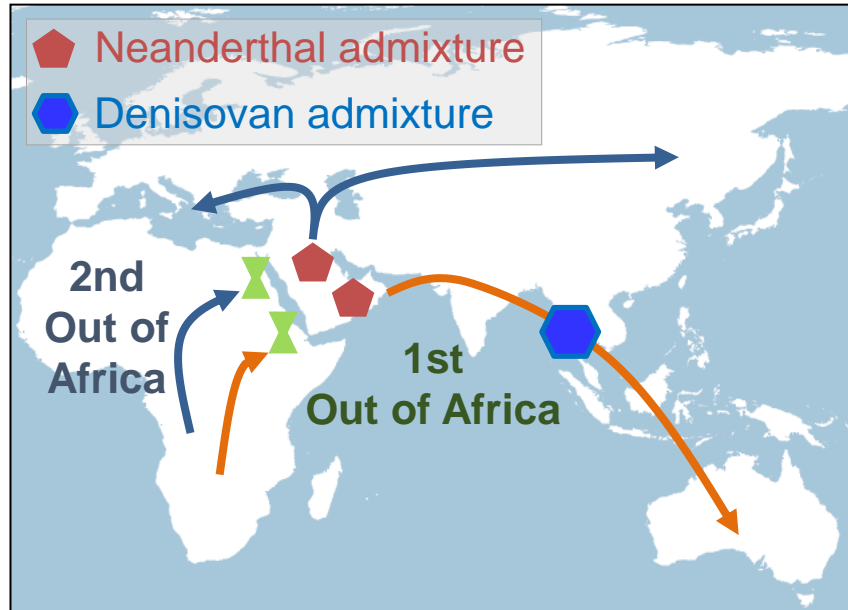 Neanderthal admixture
Denisovan admixture
2nd
Out of
Africa
1st
Out of Africa